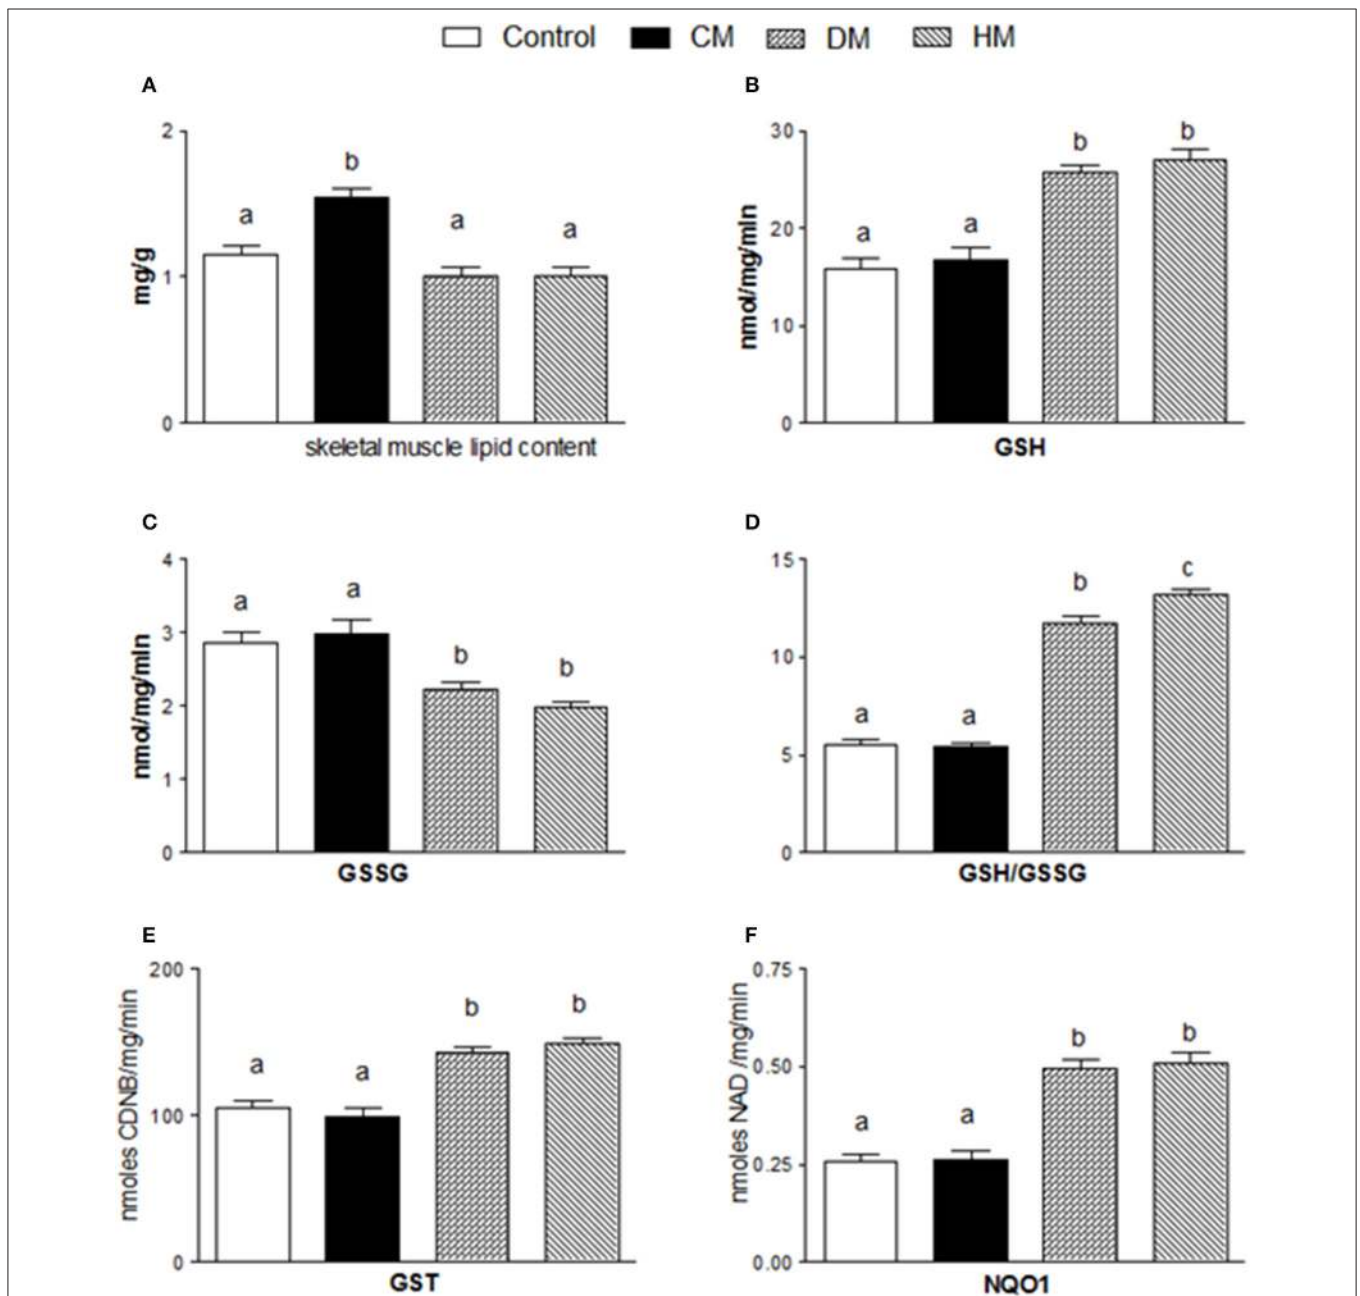 Control CM DM HM
A
2
1
0
mg/g
a b a a
skeletal muscle lipid content
B
30
20
10
0
nmol/mg/min
a a b b
GSH
C
4
3
2
1
0
nmol/mg/min
a a b b
GSSG
D
15
10
5
0
a a b c
GSH/GSSG
E
200
100
0
nmoles CDNB/mg/min
a a b b
GST
F
0.75
0.50
0.25
0.00
nmoles NAD /mg/min
a a b b
NQO1